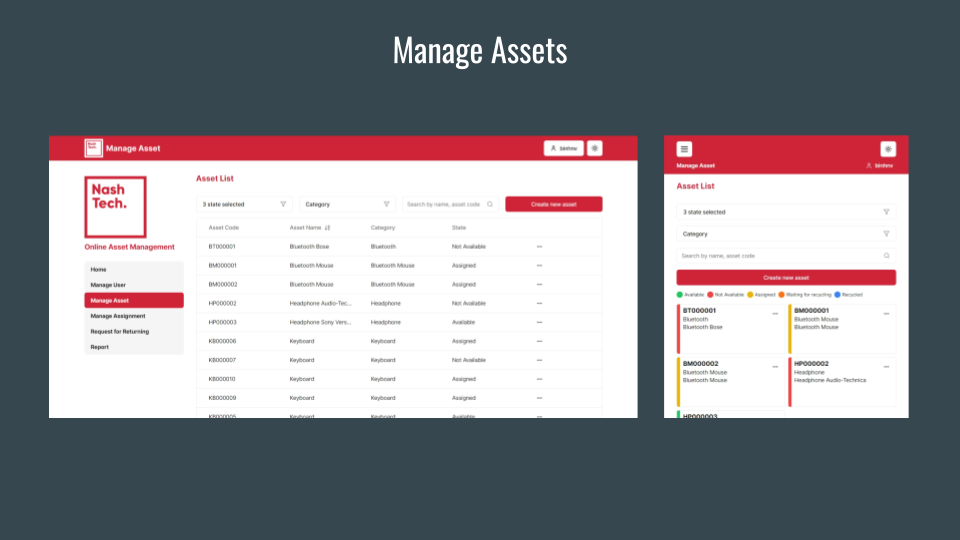 Manage Assets
Nash
Tech.
Manage Asset
binhnv
Nash
Tech.
Online Asset Management
Home
Manage User
Manage Asset
Manage Assignment
Request for Returning
Report
Asset List
3 state selected
Category
Search by name, asset code
Create new asset
Asset Code Asset Name Category State
BT000001 Bluetooth Bose Bluetooth Not Available ...
BM000001 Bluetooth Mouse Bluetooth Mouse Assigned ...
BM000002 Bluetooth Mouse Bluetooth Mouse Assigned ...
HP000002 Headphone Audio-Tec... Headphone Not Available ...
HP000003 Headphone Sony Vers... Headphone Available ...
KB000006 Keyboard Keyboard Assigned ...
KB000007 Keyboard Keyboard Not Available ...
KB000010 Keyboard Keyboard Assigned ...
KB000009 Keyboard Keyboard Assigned ...
KB000005 Keyboard Keyboard Available ...
Manage Asset binhnv
Asset List
3 state selected
Category
Search by name, asset code
Create new asset
Available Not Available Assigned Waiting for recycling Recycled
BT000001 ...
Bluetooth
Bluetooth Bose
BM000001 ...
Bluetooth Mouse
Bluetooth Mouse
BM000002 ...
Bluetooth Mouse
Bluetooth Mouse
HP000002 ...
Headphone
Headphone Audio-Technica
HP000003